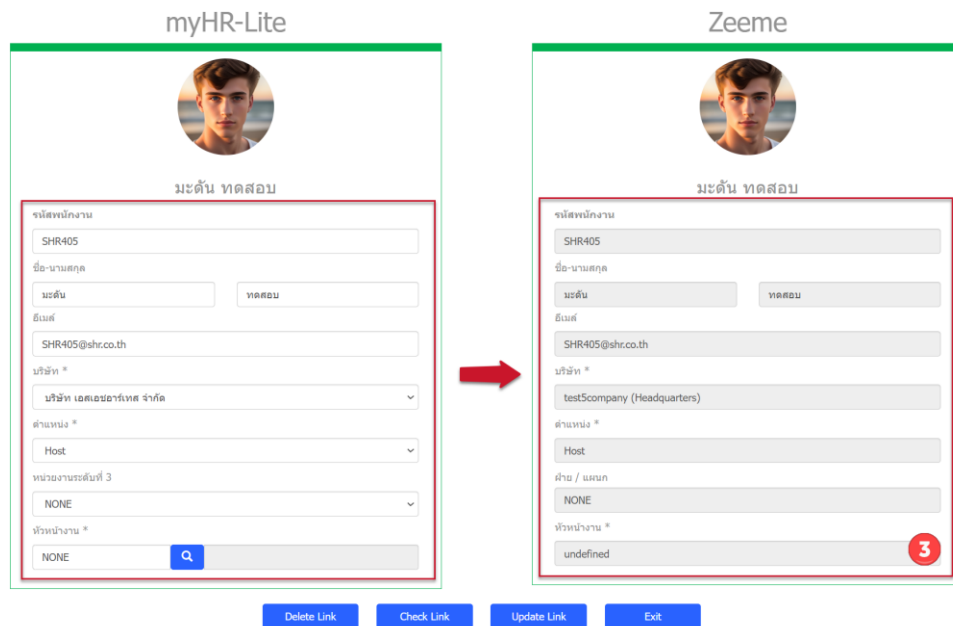 myHR-Lite
มะดัน ทดสอบ
รหัสพนักงาน
SHR405
ชื่อ-นามสกุล
มะดัน ทดสอบ
อีเมล์
SHR405@shr.co.th
บริษัท *
บริษัท เอสเอชอาร์เทส จำกัด
ตำแหน่ง *
Host
หน่วยงานระดับที่ 3
NONE
หัวหน้างาน *
NONE
Zeeme
มะดัน ทดสอบ
รหัสพนักงาน
SHR405
ชื่อ-นามสกุล
มะดัน ทดสอบ
อีเมล์
SHR405@shr.co.th
บริษัท *
test5company (Headquarters)
ตำแหน่ง *
Host
ฝ่าย / แผนก
NONE
หัวหน้างาน *
undefined 3
Delete Link Check Link Update Link Exit